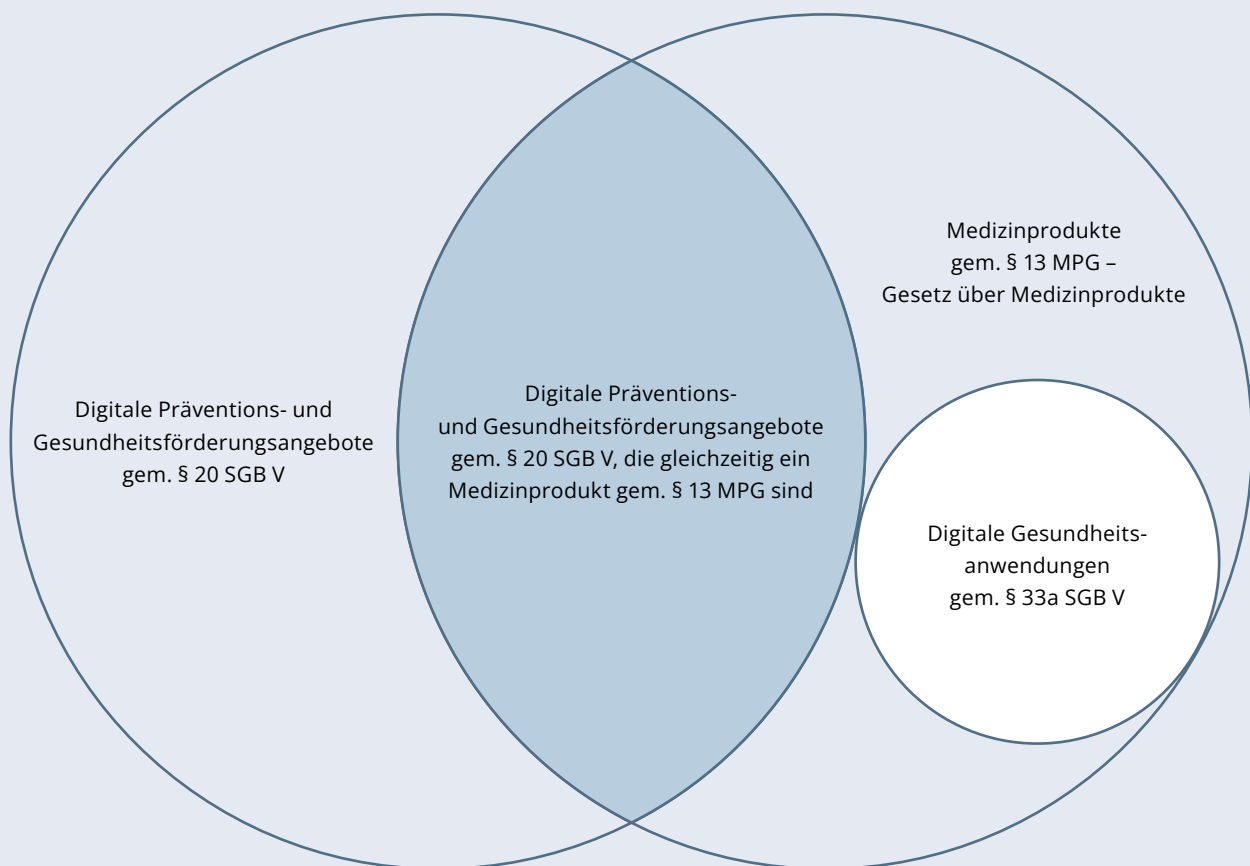 Digitale Präventions- und
Gesundheitsförderungsangebote
gem. § 20 SGB V
Digitale Präventions-
und Gesundheitsförderungsangebote
gem. § 20 SGB V, die gleichzeitig ein
Medizinprodukt gem. § 13 MPG sind
Medizinprodukte
gem. § 13 MPG –
Gesetz über Medizinprodukte
Digitale Gesundheits-
anwendungen
gem. § 33a SGB V